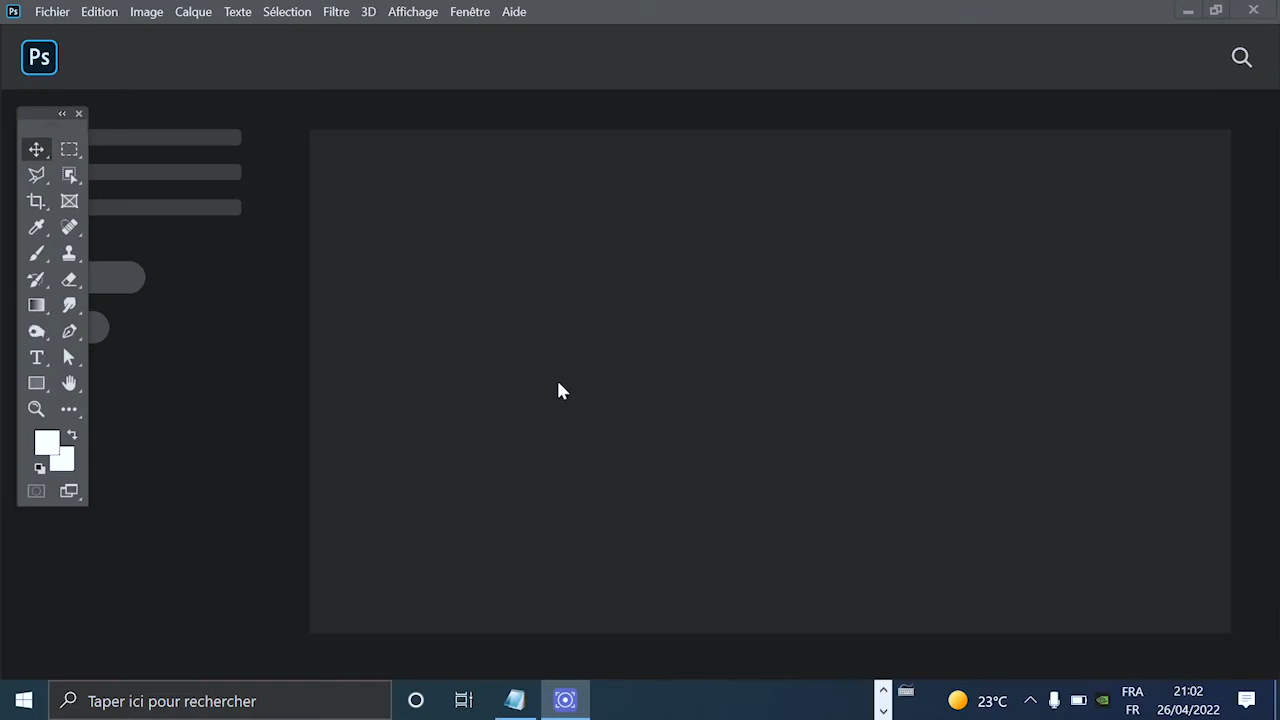 Ps Fichier Edition Image Calque Texte Sélection Filtre 3D Affichage Fenêtre Aide
Ps
T
Taper ici pour rechercher
23°C
FRA
FR
21:02
26/04/2022